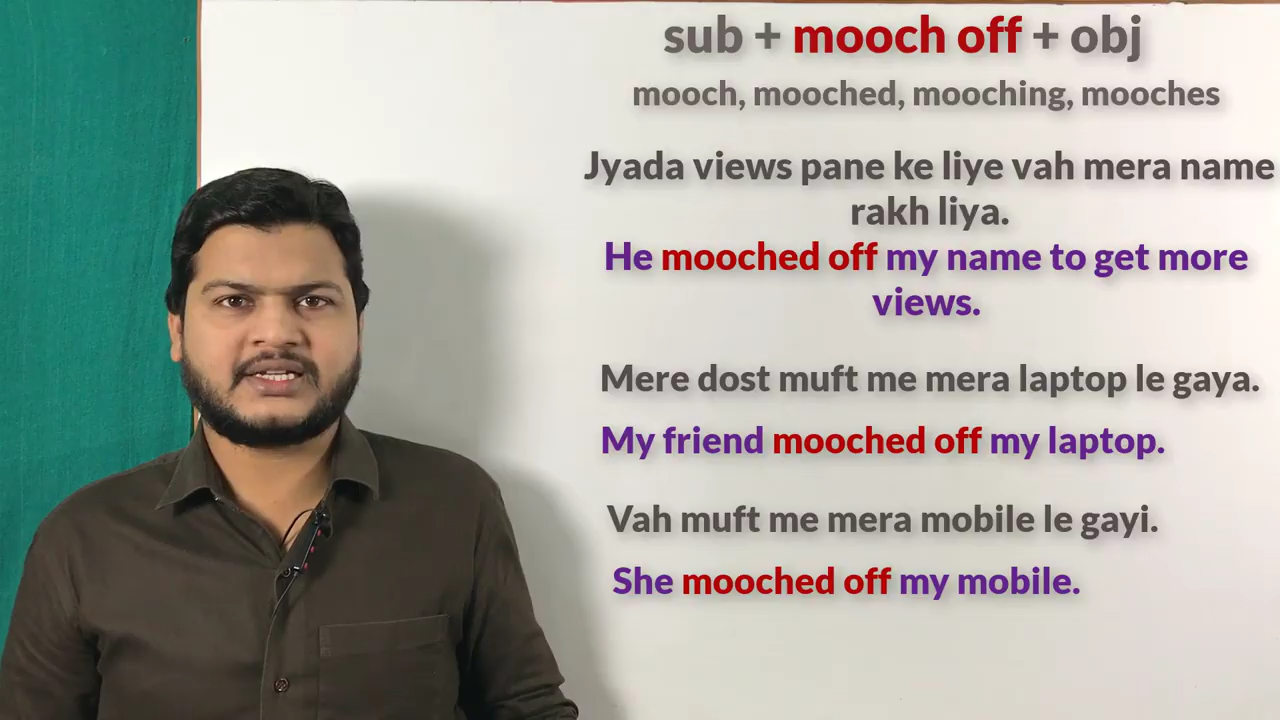 sub + mooch off + obj
mooch, mooched, mooching, mooches
Jyada views pane ke liye vah mera name
rakh liya.
He mooched off my name to get more
views.
Mere dost muft me mera laptop le gaya.
My friend mooched off my laptop.
Vah muft me mera mobile le gayi.
She mooched off my mobile.